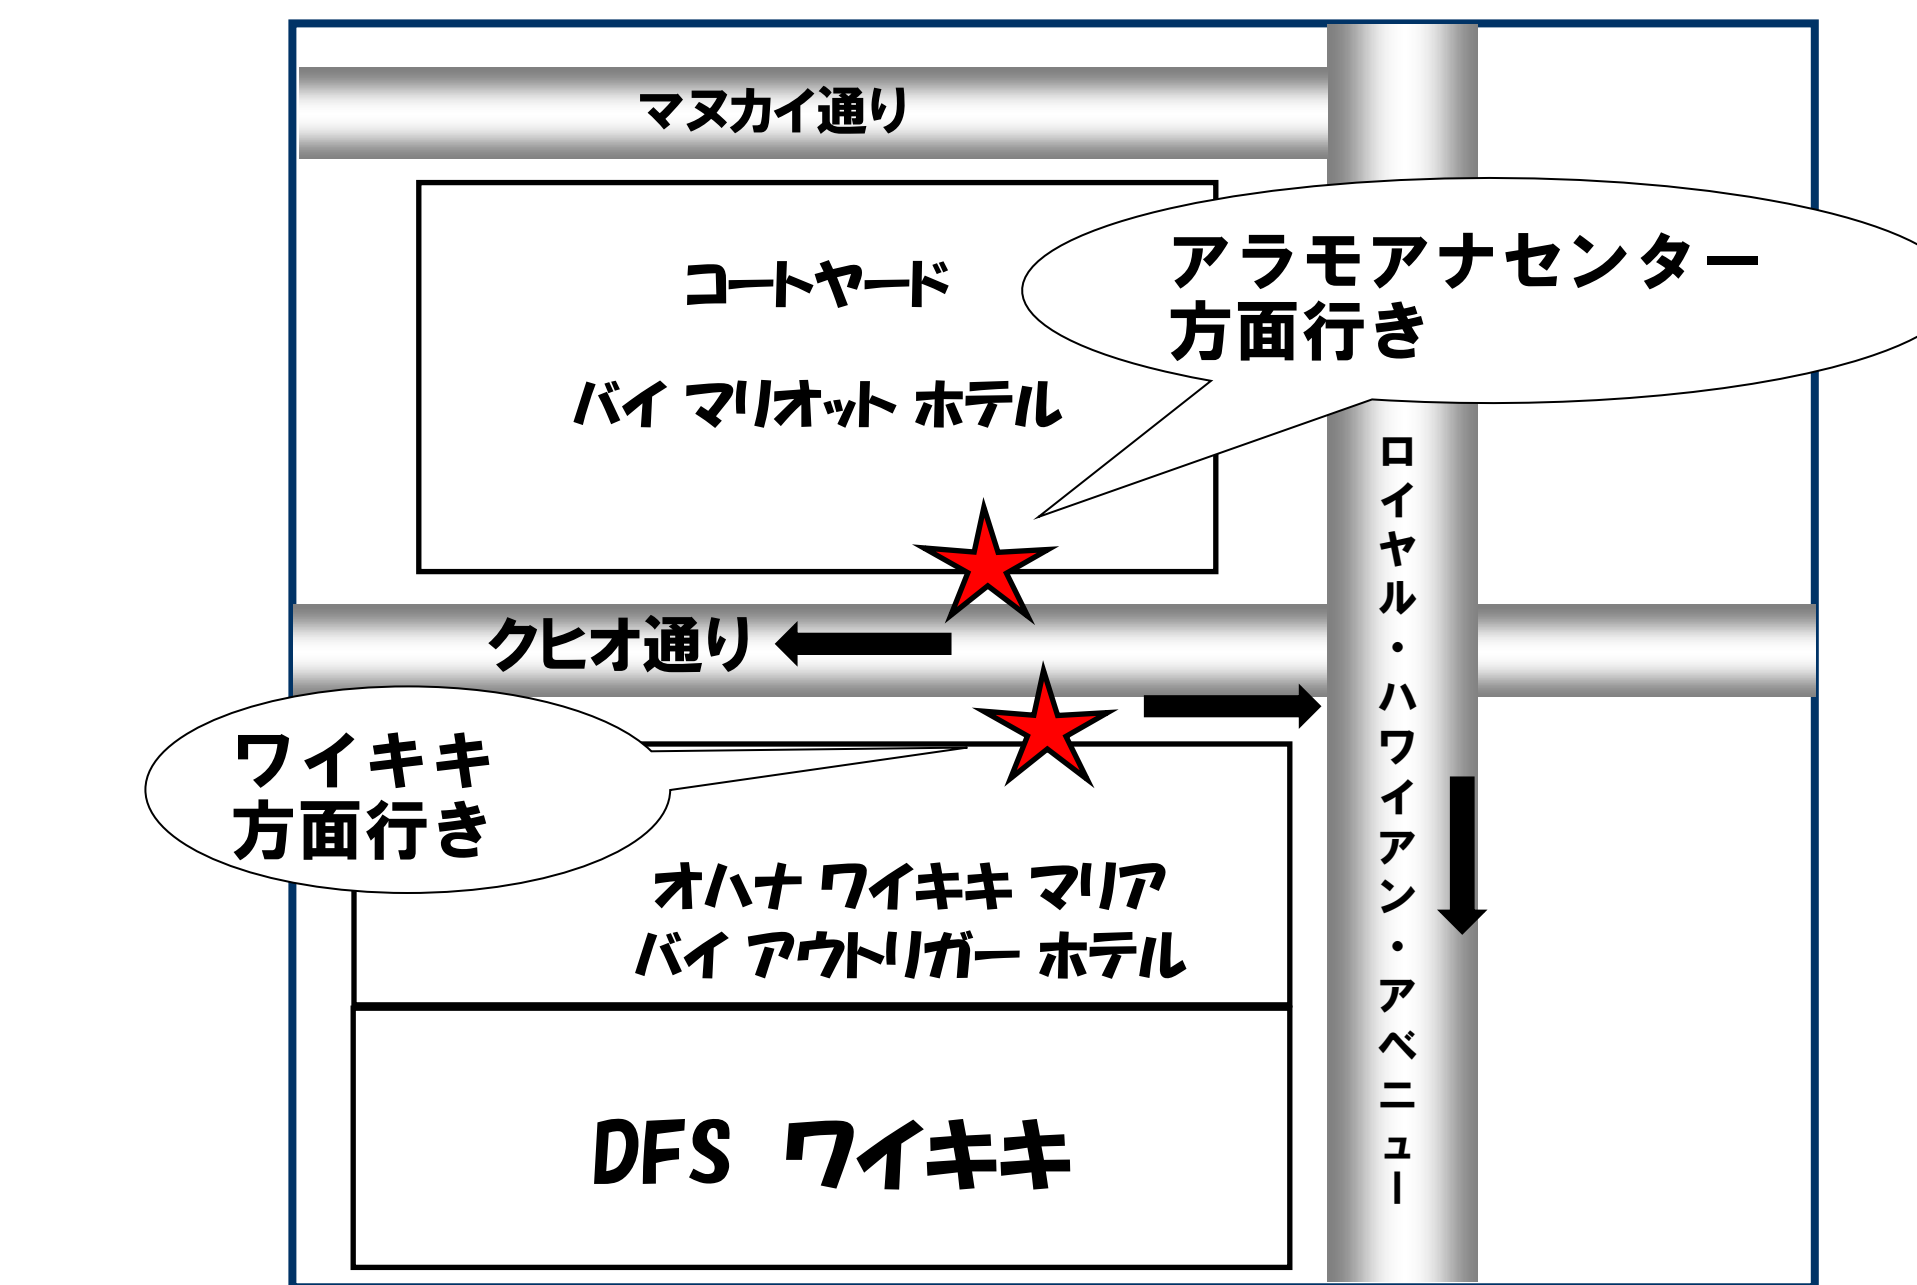 マヌカイ通り
コートヤード
バイ マリオット ホテル
アラモアナセンター
方面行き
クヒオ通り
ワイキキ
方面行き
オハナ ワイキキ マリア
バイ アウトリガー ホテル
DFS ワイキキ
ロイヤル・ハワイアン・アベニュー